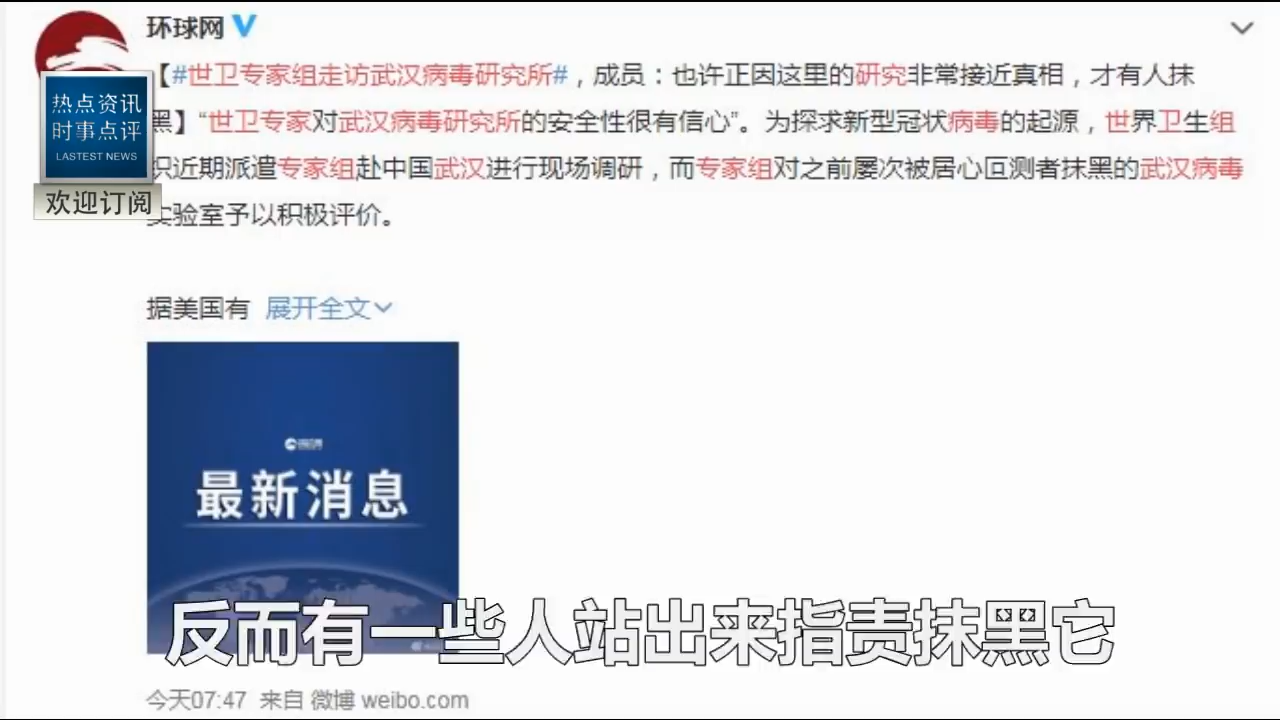 环球网
【#世卫专家组走访武汉病毒研究所#，成员：也许正因这里的研究非常接近真相，才有人抹
黑】“世卫专家对武汉病毒研究所的安全性很有信心”。为探求新型冠状病毒的起源，世界卫生组
织近期派遣专家组赴中国武汉进行现场调研，而专家组对之前屡次被居心叵测者抹黑的武汉病毒
实验室予以积极评价。
热点资讯
时事点评
LASTEST NEWS
欢迎订阅
据美国有 展开全文
最新消息
反而有一些人站出来指责抹黑它
今天07:47 来自 微博 weibo.com